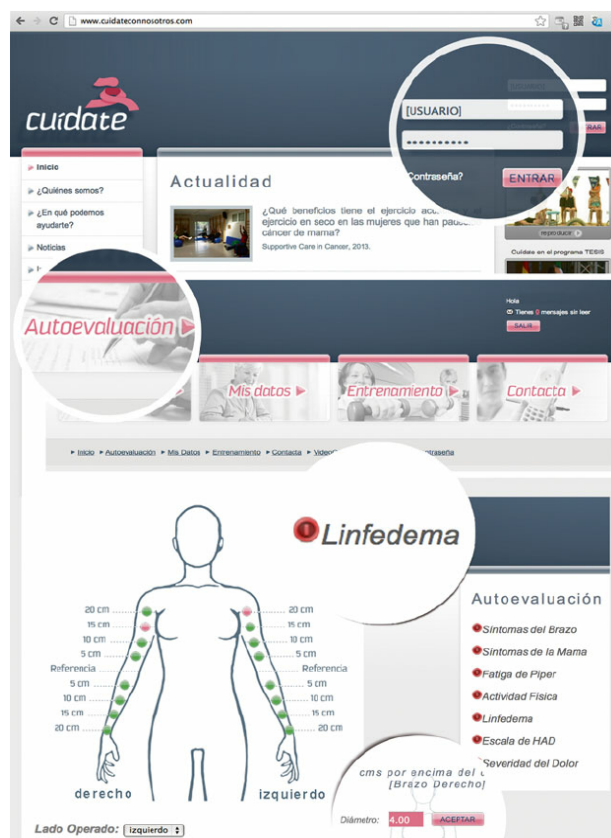 www.cuidateconnosotros.com
cuídate
[USUARIO]
Contraseña?
ENTRAR
Inicio
¿Quiénes somos?
¿En qué podemos
ayudarte?
Noticias
Actualidad
¿Qué beneficios tiene el ejercicio
ejercicio en seco en las mujeres que han
cáncer de mama?
Supportive Care in Cancer, 2013.
reproduce
Cuídate en el programa TESIS
Hola
Tienes 0 mensajes sin leer
SALIR
Autoevaluación
Mis datos
Entrenamiento
Contacta
Inicio Autoevaluación Mis Datos Entrenamiento Contacta
Linfedema
20 cm 20 cm
15 cm 15 cm
10 cm 10 cm
5 cm 5 cm
Referencia Referencia
5 cm 5 cm
10 cm 10 cm
15 cm 15 cm
20 cm 20 cm
derecho izquierdo
Lado Operado: izquierdo
Autoevaluación
Síntomas del Brazo
Síntomas de la Mama
Fatiga de Piper
Actividad Física
Linfedema
Escala de HAD
Severidad del Dolor
cms por encima del
[Brazo Derecho]
Diámetro: 4.00 ACEPTAR